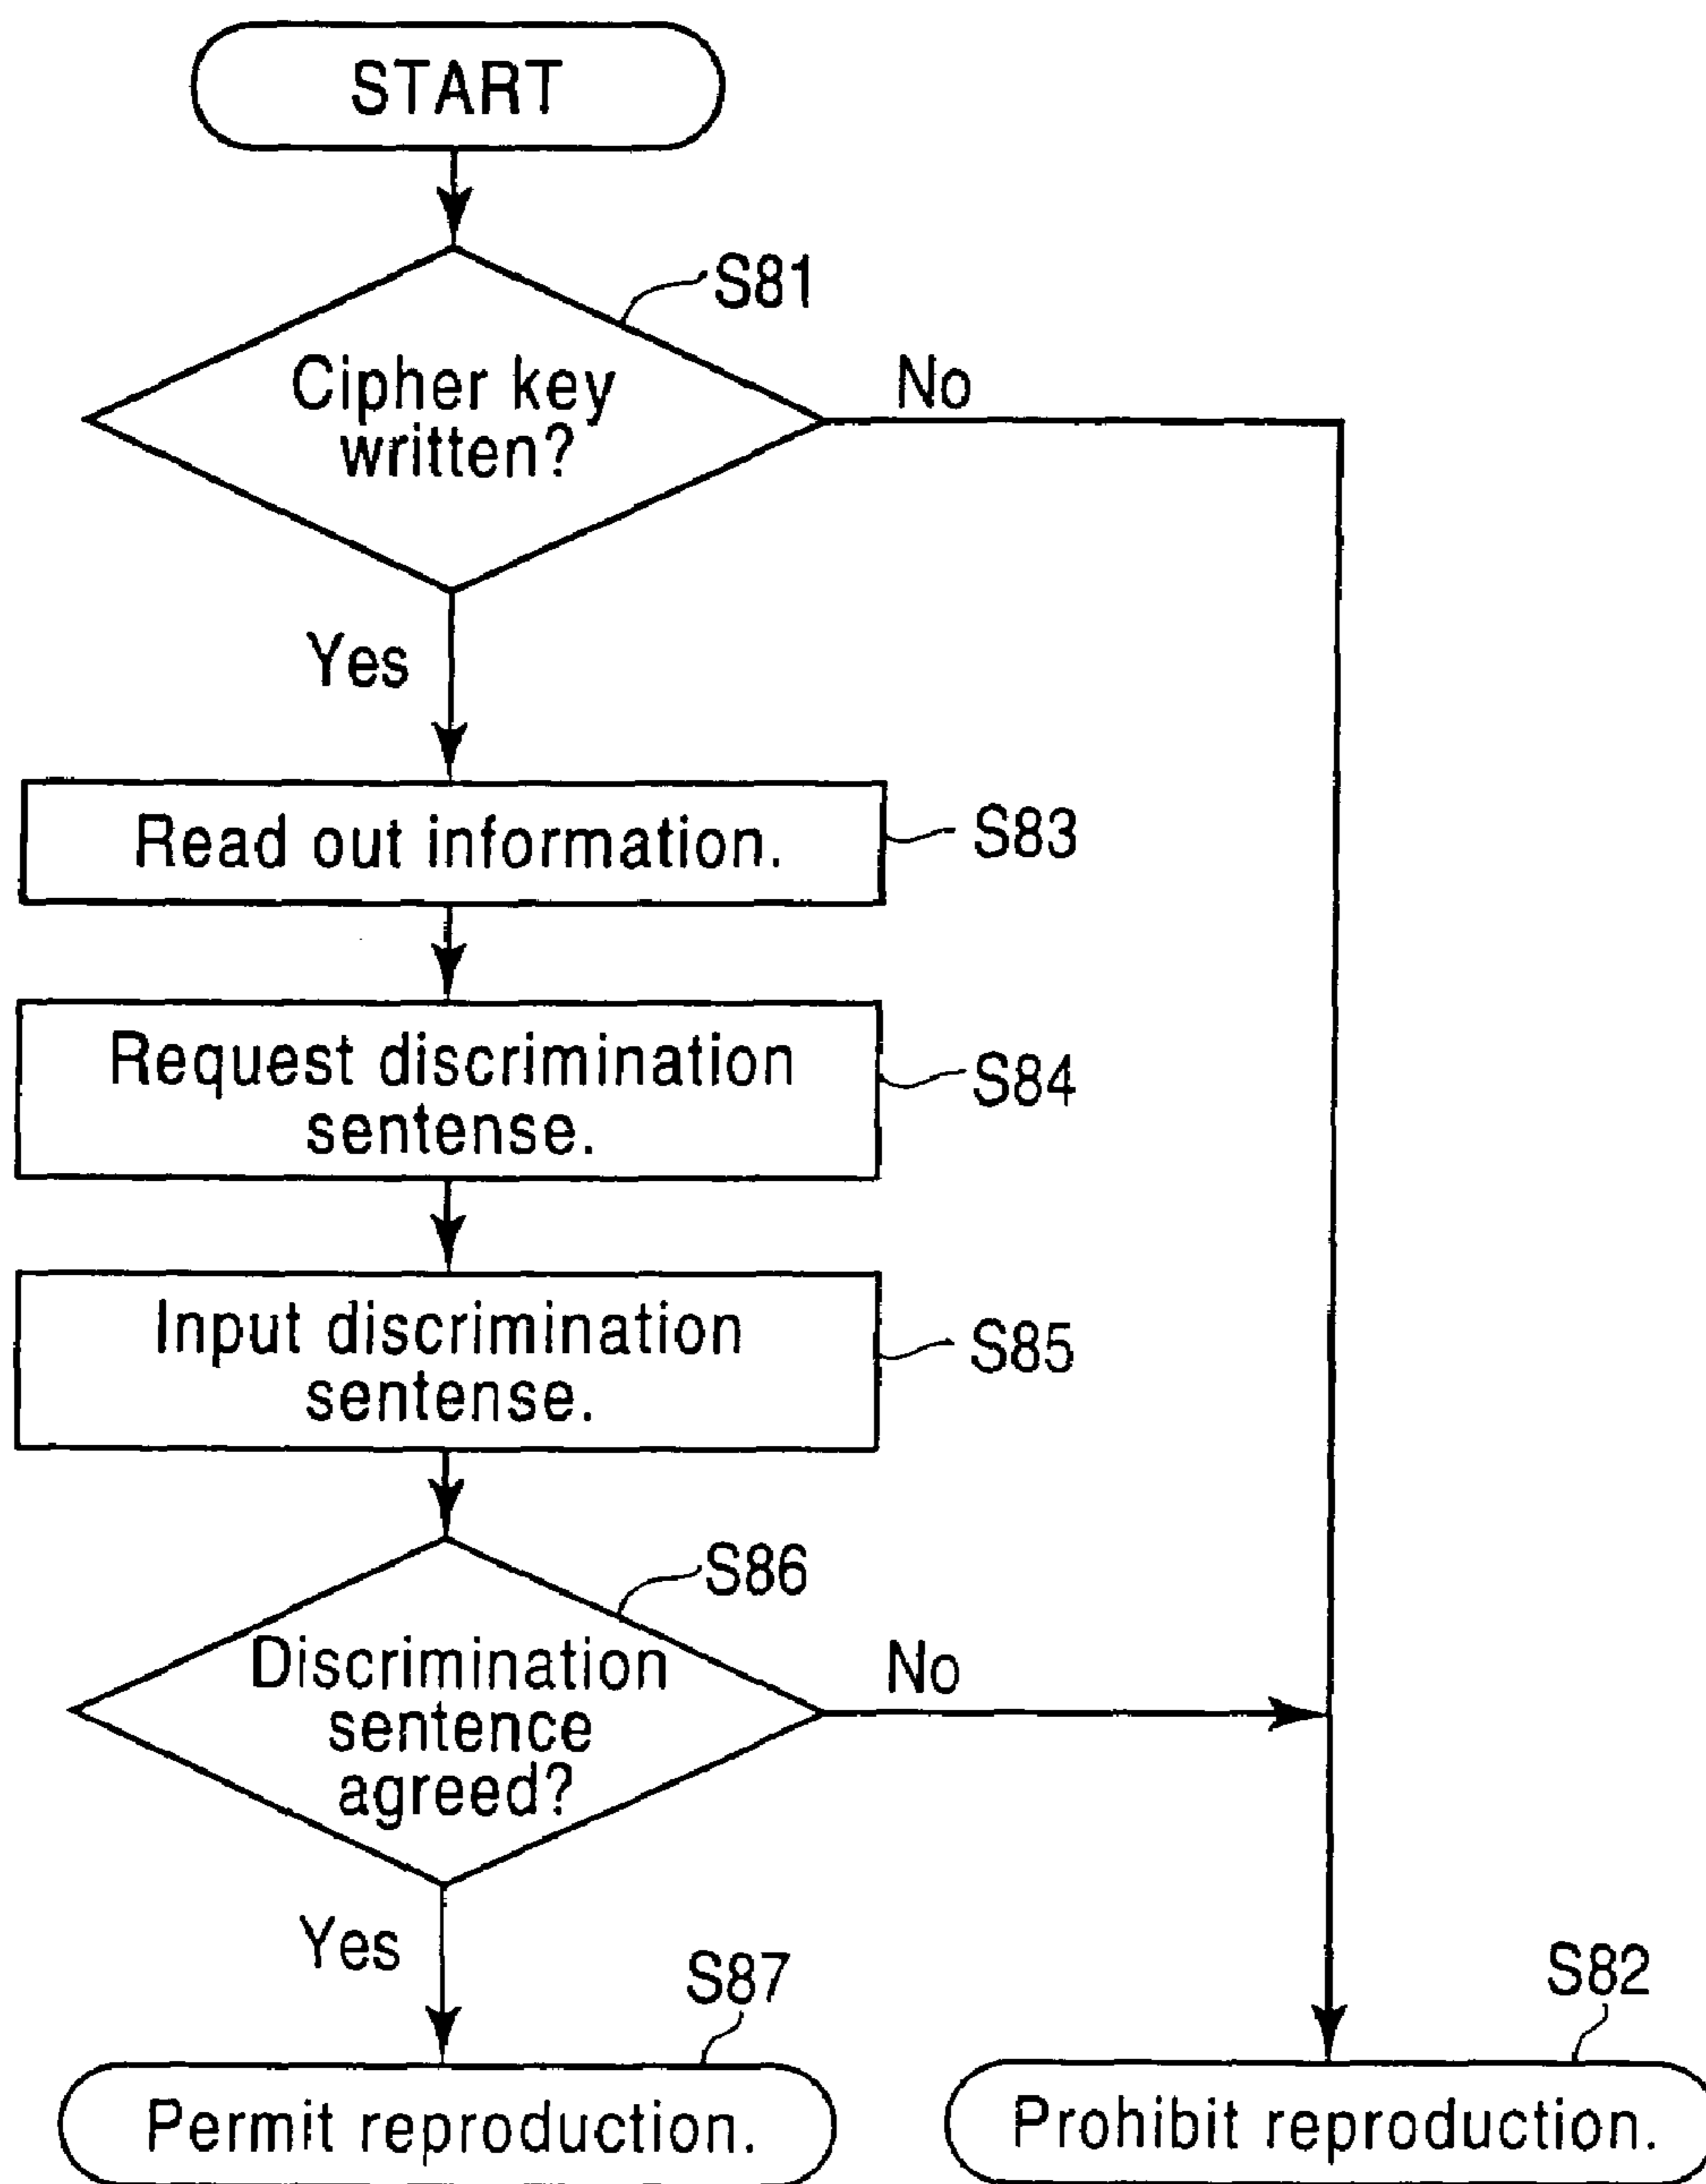 START
S81
Cipher key
written?
No
Yes
Read out information.
S83
Request discrimination
sentense.
S84
Input discrimination
sentense.
S85
S86
Discrimination
sentence
agreed?
No
Yes
S87
S82
Permit reproduction.
Prohibit reproduction.